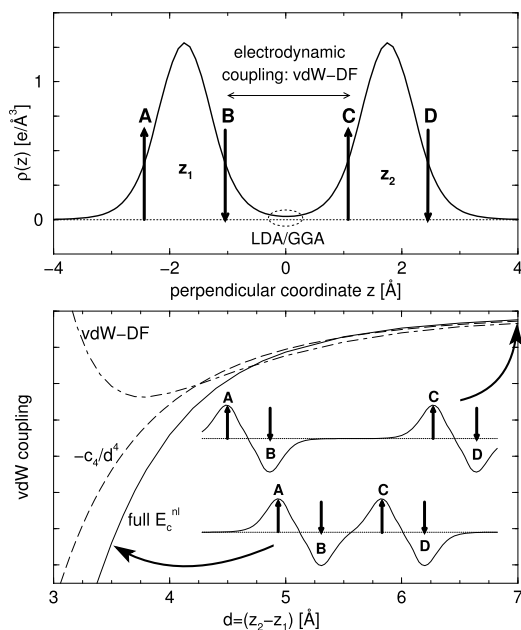 electrodynamic
coupling: vdW−DF
1
A
B
C
D
ρ(z) [e/Å³]
z₁
z₂
0
LDA/GGA
−4
−2
0
2
4
perpendicular coordinate z [Å]
vdW−DF
A
C
B
D
vdW coupling
−c₄/d⁴
A
C
full E_c^nl
B
D
3
4
5
6
7
d=(z₂−z₁) [Å]